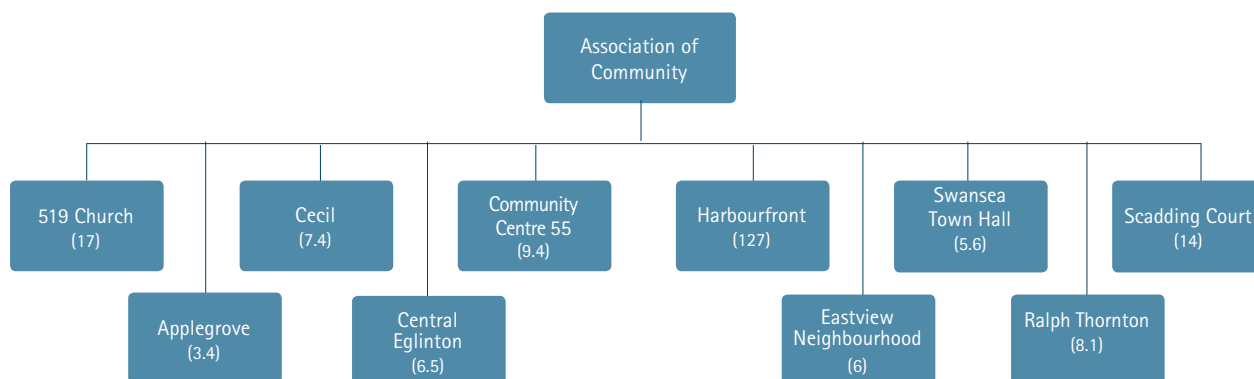 Association of
Community
519 Church
(17)
Applegrove
(3.4)
Cecil
(7.4)
Central
Eglinton
(6.5)
Community
Centre 55
(9.4)
Harbourfront
(127)
Eastview
Neighbourhood
(6)
Swansea
Town Hall
(5.6)
Ralph Thornton
(8.1)
Scadding Court
(14)